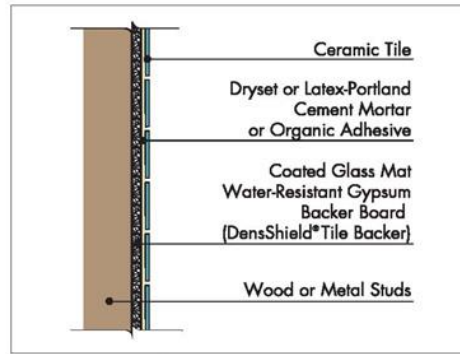 Ceramic Tile
Dryset or Latex-Portland
Cement Mortar
or Organic Adhesive
Coated Glass Mat
Water-Resistant Gypsum
Backer Board
(DensShield® Tile Backer)
Wood or Metal Studs